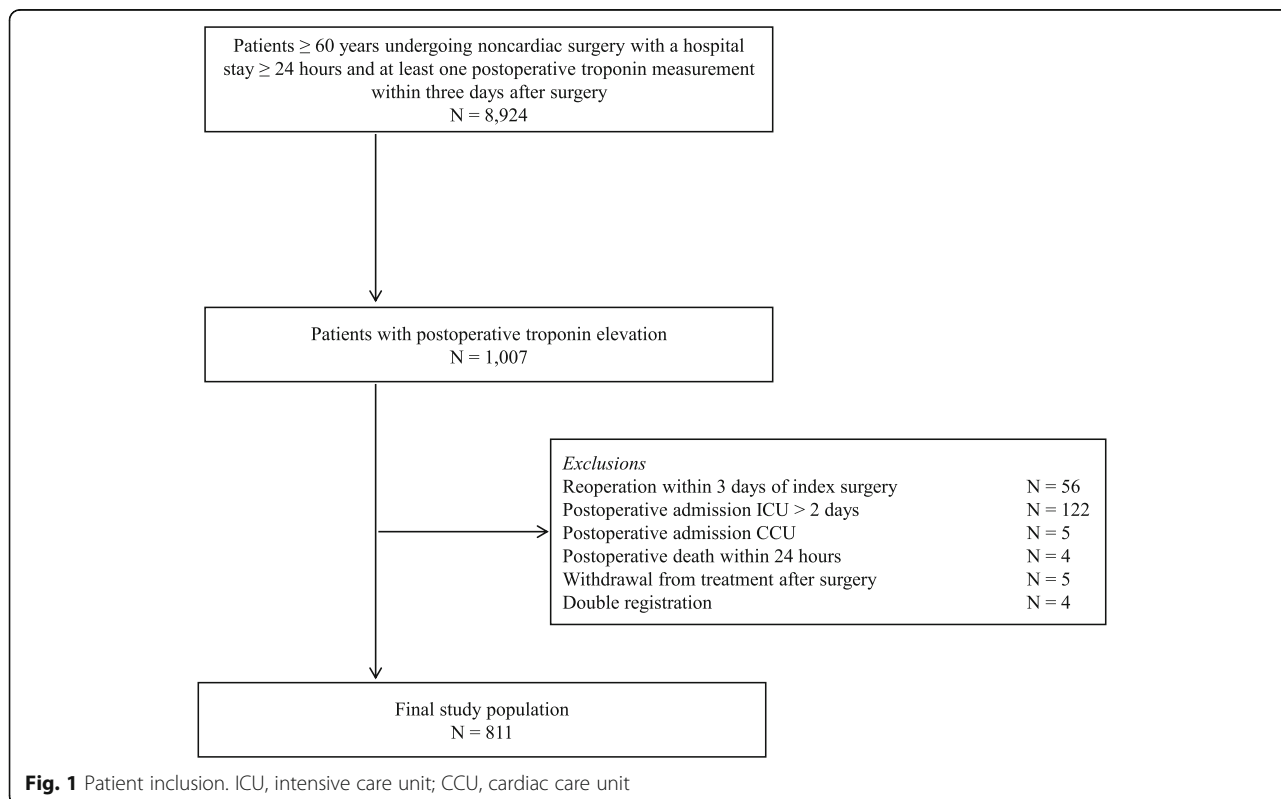 Patients ≥ 60 years undergoing noncardiac surgery with a hospital
stay ≥ 24 hours and at least one postoperative troponin measurement
within three days after surgery
N = 8,924
Patients with postoperative troponin elevation
N = 1,007
Exclusions
Reoperation within 3 days of index surgery N = 56
Postoperative admission ICU > 2 days N = 122
Postoperative admission CCU N = 5
Postoperative death within 24 hours N = 4
Withdrawal from treatment after surgery N = 5
Double registration N = 4
Final study population
N = 811
Fig. 1 Patient inclusion. ICU, intensive care unit; CCU, cardiac care unit